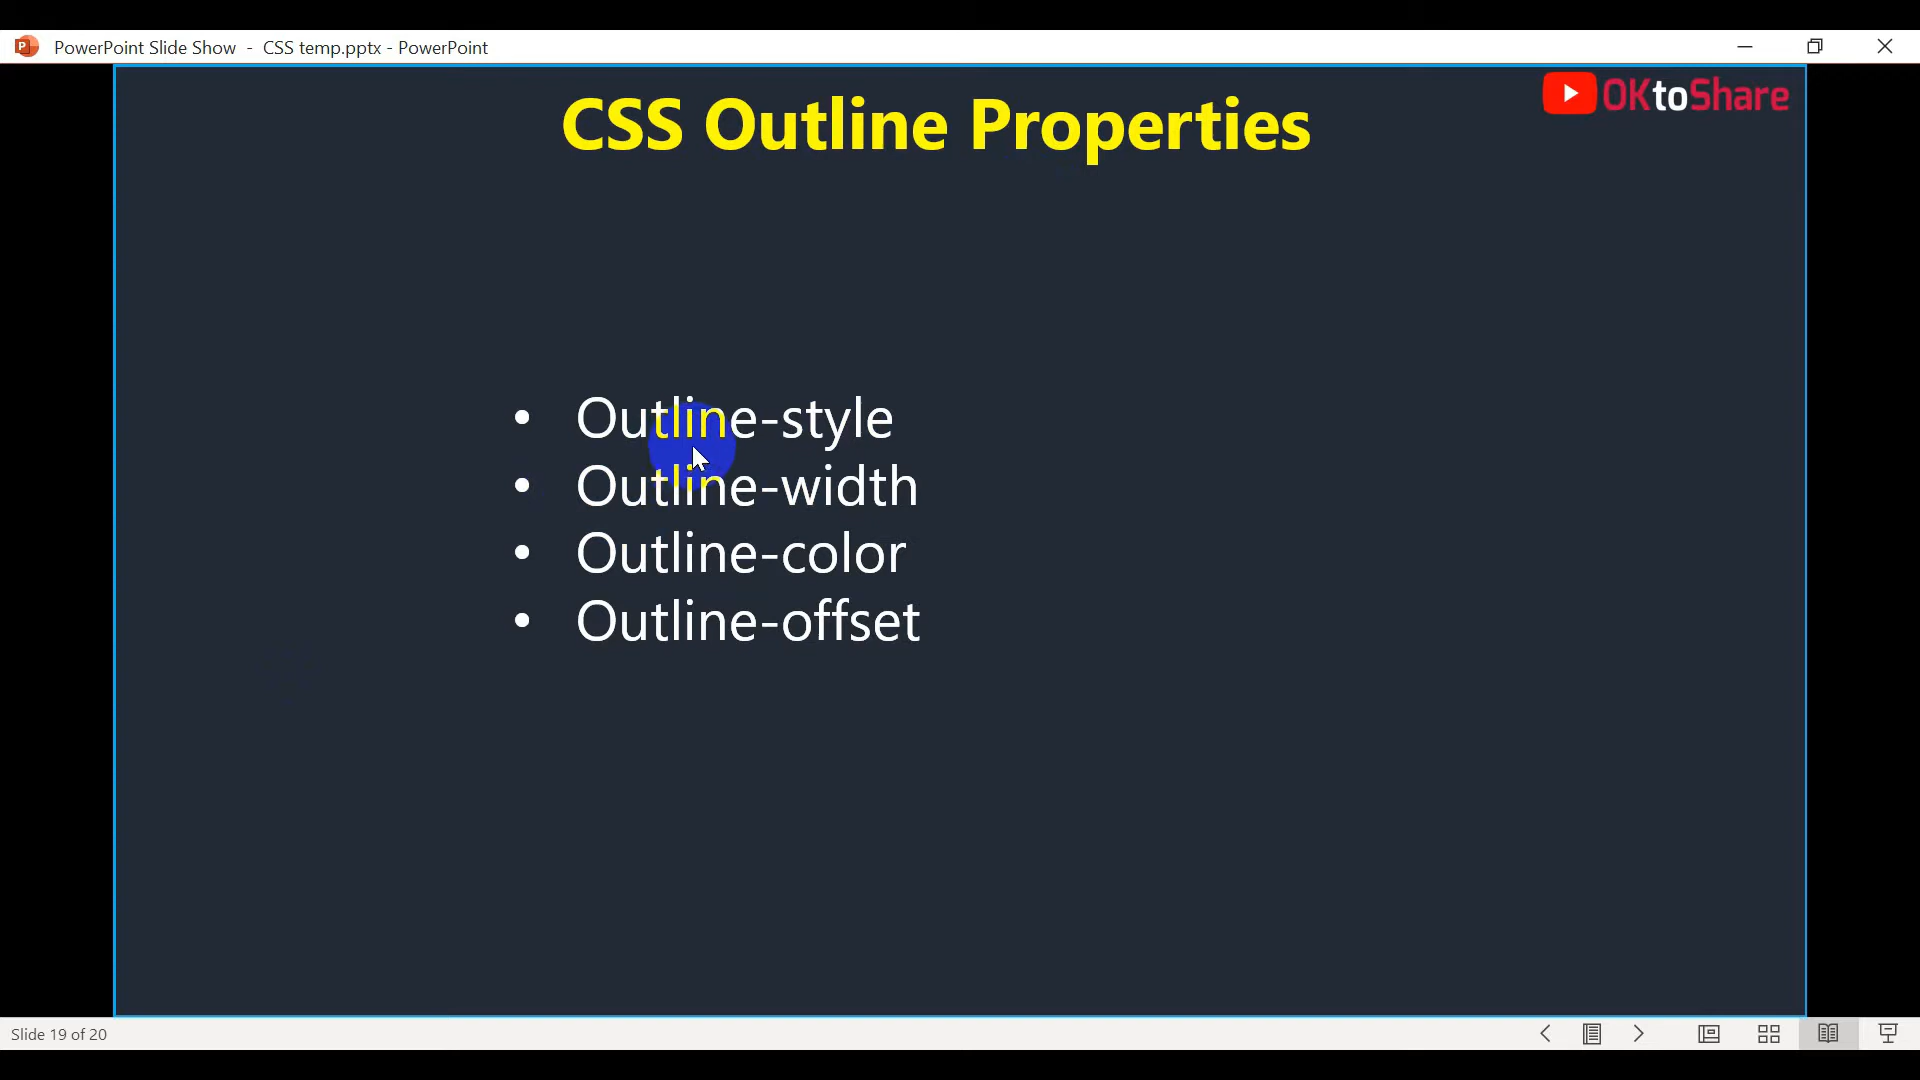 PowerPoint Slide Show - CSS temp.pptx - PowerPoint
OKtoShare
CSS Outline Properties
• Outline-style
• Outline-width
• Outline-color
• Outline-offset
Slide 19 of 20